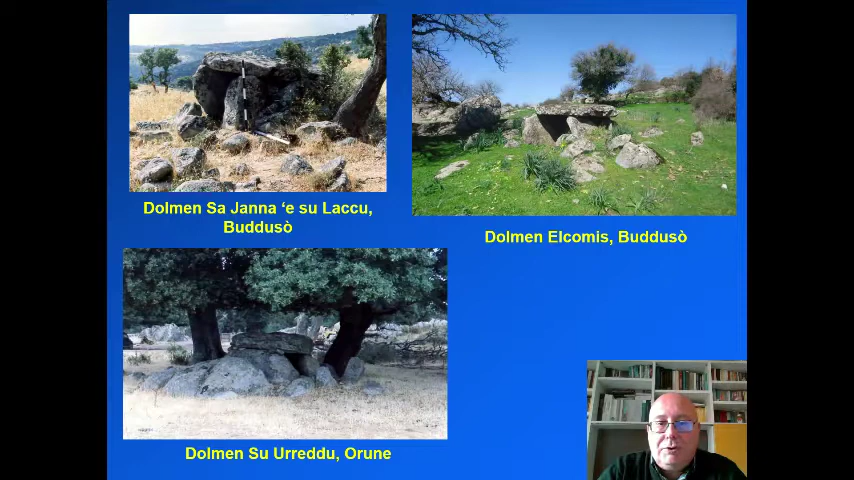 Dolmen Sa Janna ‘e su Laccu,
Buddusò
Dolmen Elcomis, Buddusò
Dolmen Su Urreddu, Orune